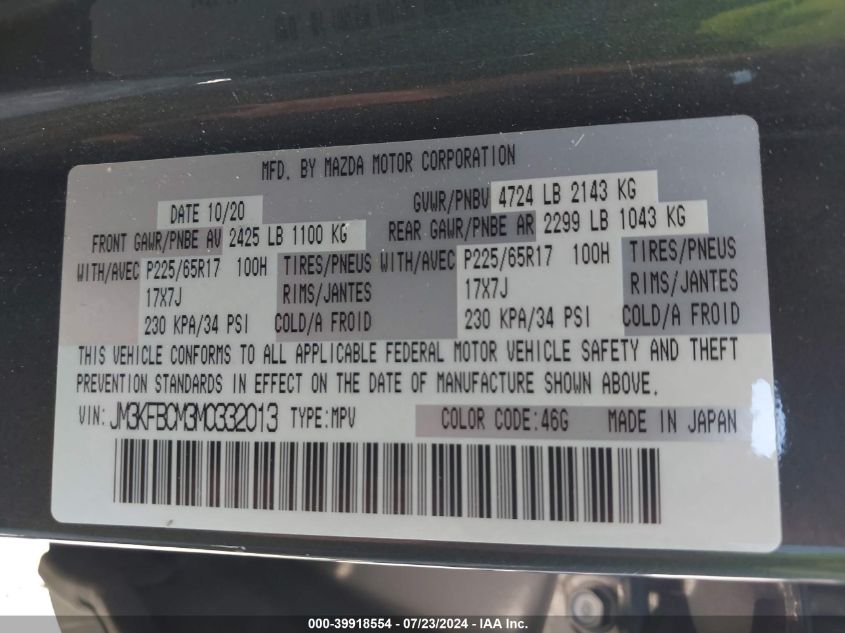 MFD. BY MAZDA MOTOR CORPORATION
DATE 10/20 GVWR/PNBV 4724 LB 2143 KG
FRONT GAWR/PNBE AV 2425 LB 1100 KG REAR GAWR/PNBE AR 2299 LB 1043 KG
WITH/AVEC P225/65R17 100H TIRES/PNEUS WITH/AVEC P225/65R17 100H TIRES/PNEUS
17X7J RIMS/JANTES 17X7J RIMS/JANTES
230 KPA/34 PSI COLD/A FROID 230 KPA/34 PSI COLD/A FROID
THIS VEHICLE CONFORMS TO ALL APPLICABLE FEDERAL MOTOR VEHICLE SAFETY AND THEFT
PREVENTION STANDARDS IN EFFECT ON THE DATE OF MANUFACTURE SHOWN ABOVE.
VIN: JM3KFBCM3M0332013 TYPE:MPV COLOR CODE:46G MADE IN JAPAN
000-39918554 - 07/23/2024 - IAA Inc.